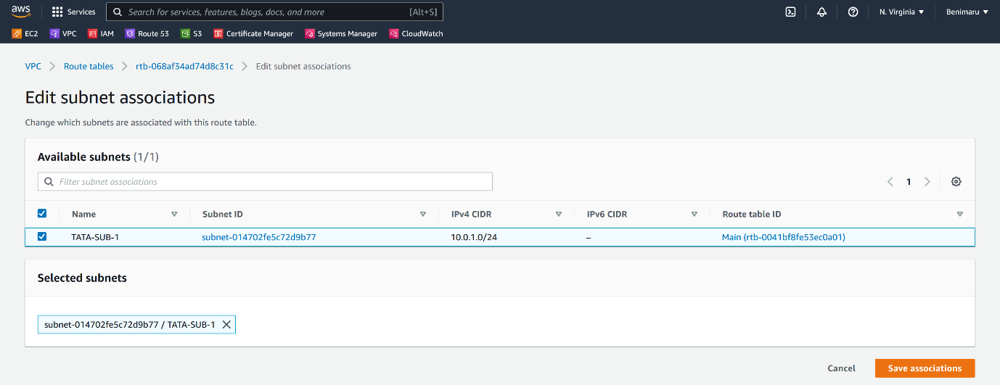 aws Services Search for services, features, blogs, docs, and more [Alt+S] N. Virginia Benimaru
EC2 VPC IAM Route 53 S3 Certificate Manager Systems Manager CloudWatch
VPC Route tables rtb-068af34ad74d8c31c Edit subnet associations
Edit subnet associations
Change which subnets are associated with this route table.
Available subnets (1/1)
Filter subnet associations 1
Name Subnet ID IPv4 CIDR IPv6 CIDR Route table ID
TATA-SUB-1 subnet-014702fe5c72d9b77 10.0.1.0/24 – Main (rtb-0041bf8fe53ec0a01)
Selected subnets
subnet-014702fe5c72d9b77 / TATA-SUB-1
Cancel Save associations